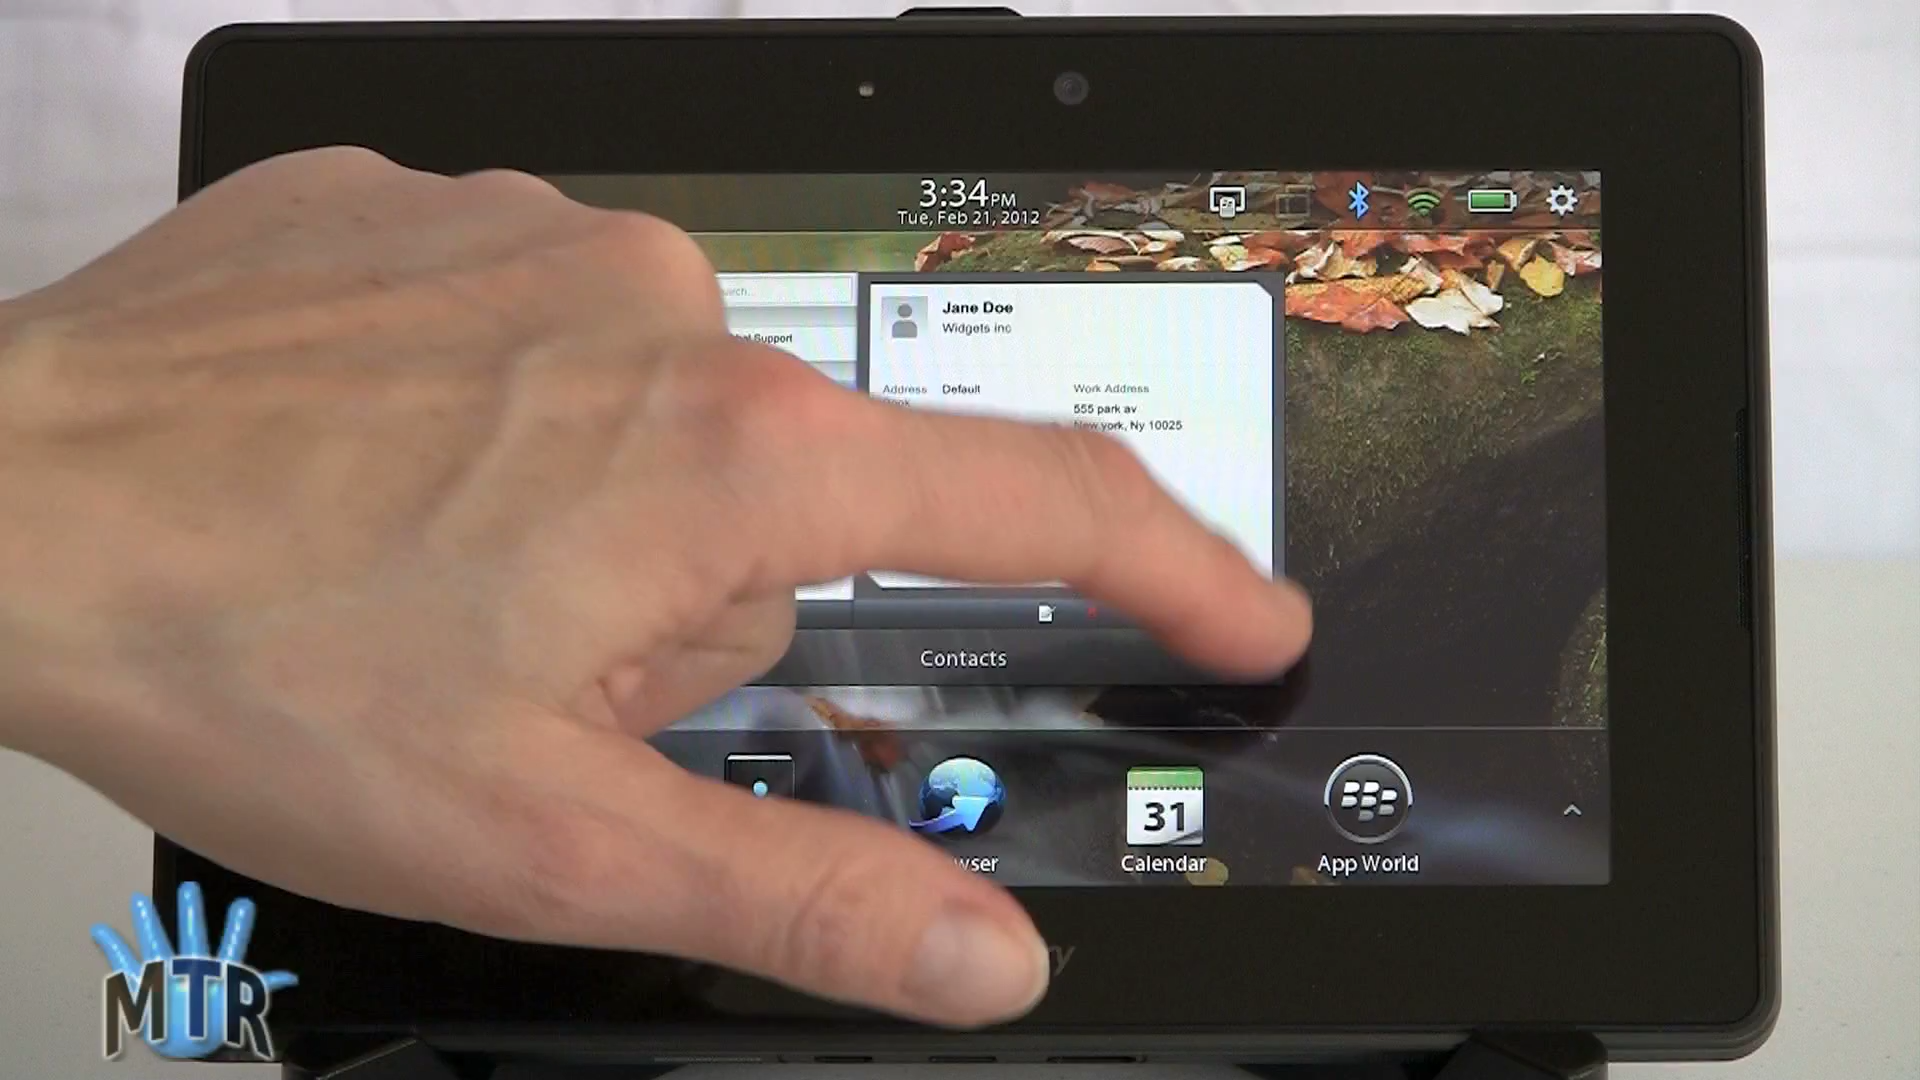 3:34PM
Tue, Feb 21, 2012
Jane Doe
Widgets inc
Support
Address
Default
Work Address
555 park av
New york, Ny 10025
Contacts
31
Calendar
App World
MTR